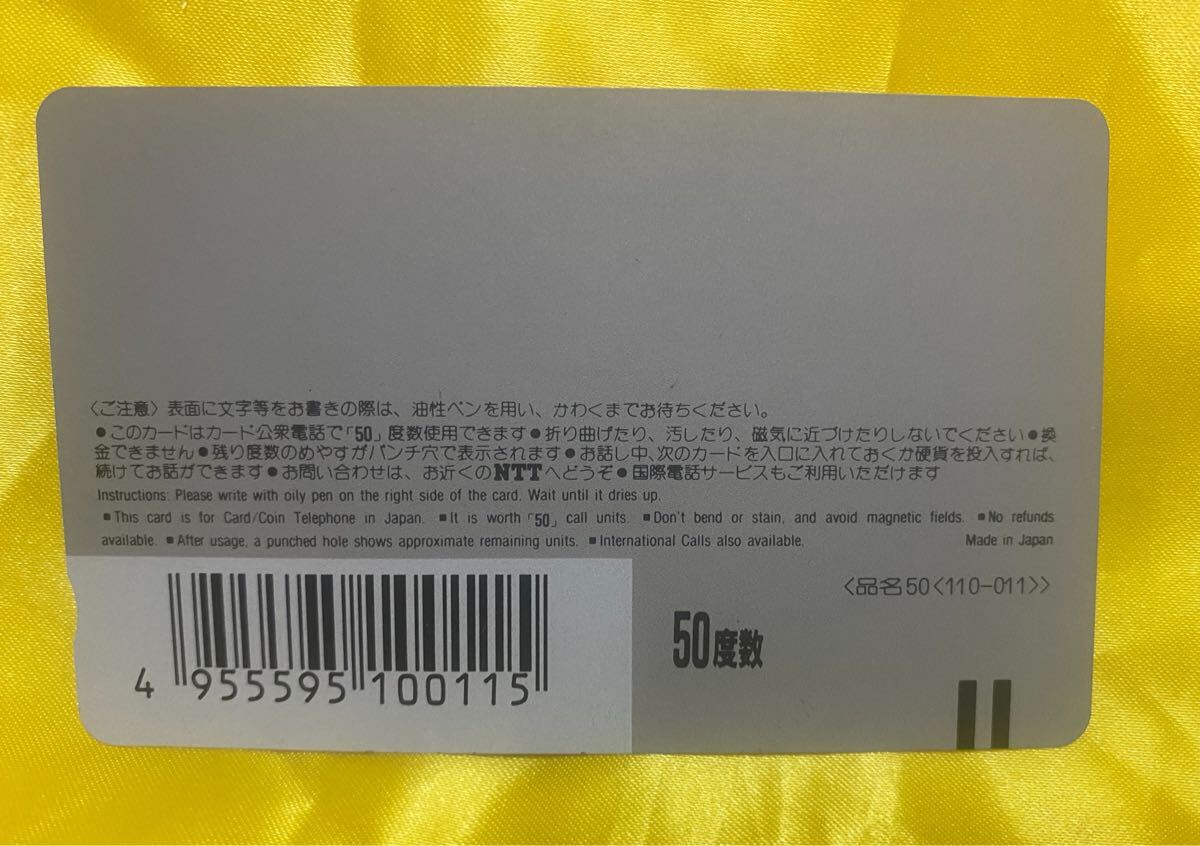 〈ご注意〉表面に文字等をお書きの際は、油性ペンを用い、かわくまでお待ちください。
●このカードはカード公衆電話で「50」度数使用できます●折り曲げたり、汚したり、磁気に近づけたりしないでください●換
金できません●残り度数のめやすがパンチ穴で表示されます●お話し中、次のカードを入口に入れておくか硬貨を投入すれば、
続けてお話ができます●お問い合わせは、お近くのNTTへどうぞ●国際電話サービスもご利用いただけます
Instructions: Please write with oily pen on the right side of the card. Wait until it dries up.
■This card is for Card/Coin Telephone in Japan. ■It is worth「50」call units. ■Don't bend or stain, and avoid magnetic fields. ■No refunds
available. ■After usage, a punched hole shows approximate remaining units. ■International Calls also available. Made in Japan
〈品名50〈110-011〉〉
50度数
4 955595 100115